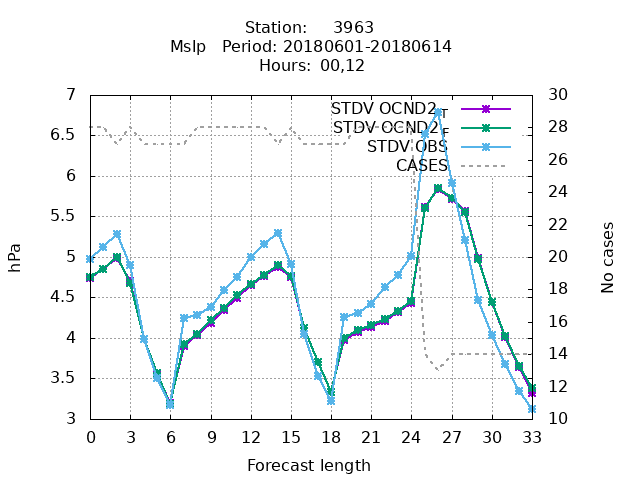 Station: 3963
Mslp Period: 20180601-20180614
Hours: 00,12
STDV OCND2_T
STDV OCND2_F
STDV OBS
CASES
7
6.5
6
5.5
5
4.5
4
3.5
3
30
28
26
24
22
20
18
16
14
12
10
hPa
No cases
0 3 6 9 12 15 18 21 24 27 30 33
Forecast length